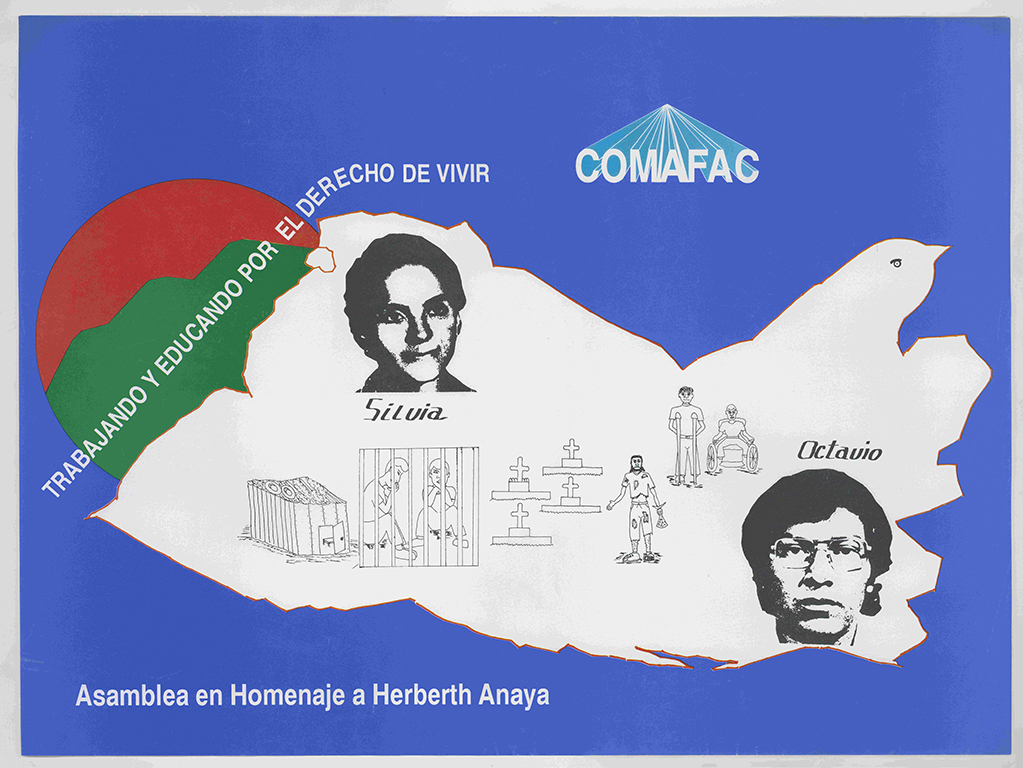 COMAFAC
TRABAJANDO Y EDUCANDO POR EL DERECHO DE VIVIR
Silvia
Octavio
Asamblea en Homenaje a Herberth Anaya